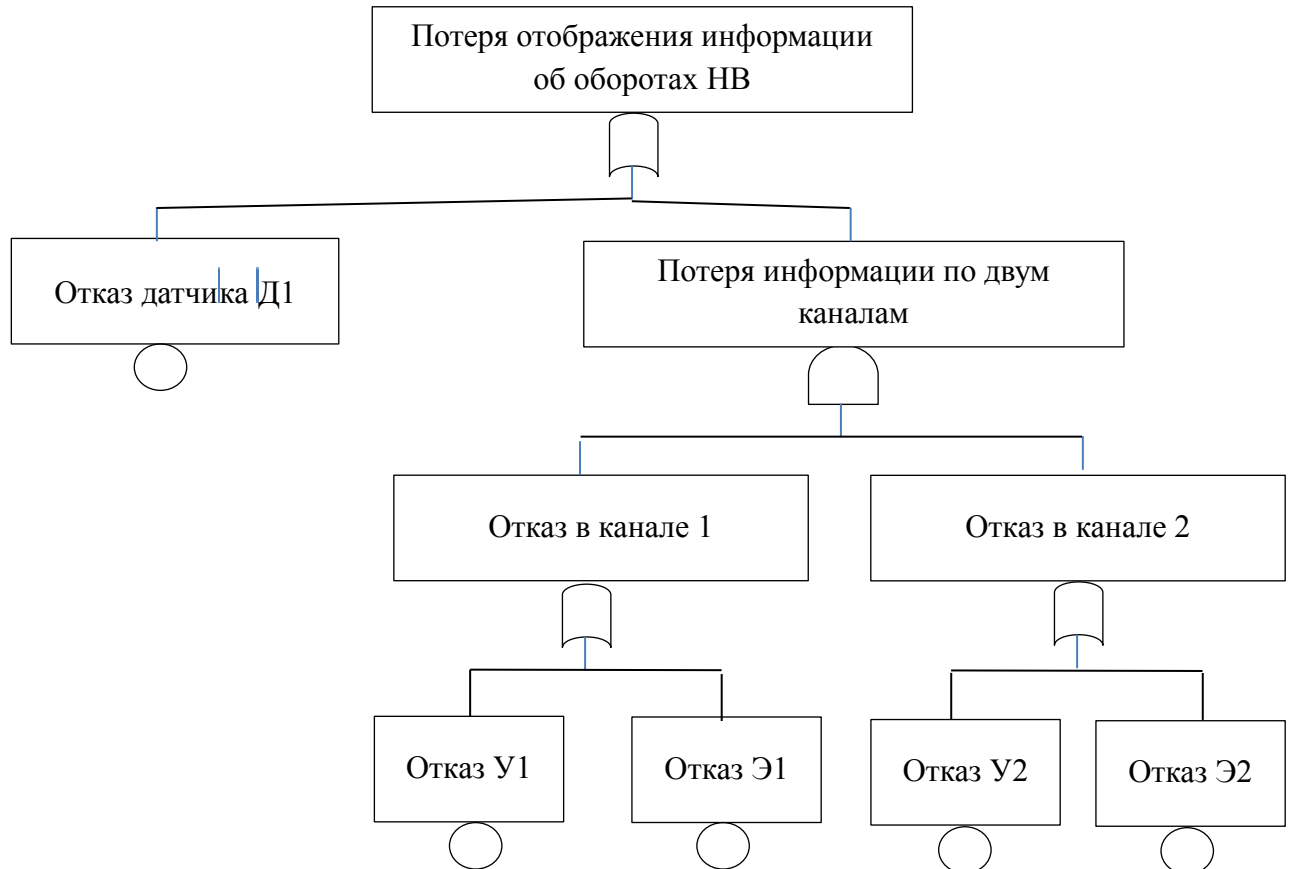 Потеря отображения информации
об оборотах НВ
Отказ датчика Д1
Потеря информации по двум
каналам
Отказ в канале 1
Отказ в канале 2
Отказ У1
Отказ Э1
Отказ У2
Отказ Э2